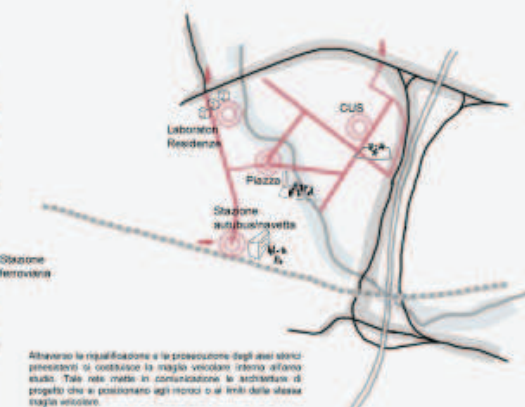 CUS
Laboratori
Residenze
Piazza
Stazione
autobus/navetta
Stazione
ferroviaria
Attraverso la riqualificazione e la prosecuzione degli assi storici
preesistenti si costituisce la maglia veicolare interna all'area
studio. Tale rete mette in comunicazione le architetture di
progetto che si posizionano agli incroci o ai limiti della stessa
maglia veicolare.